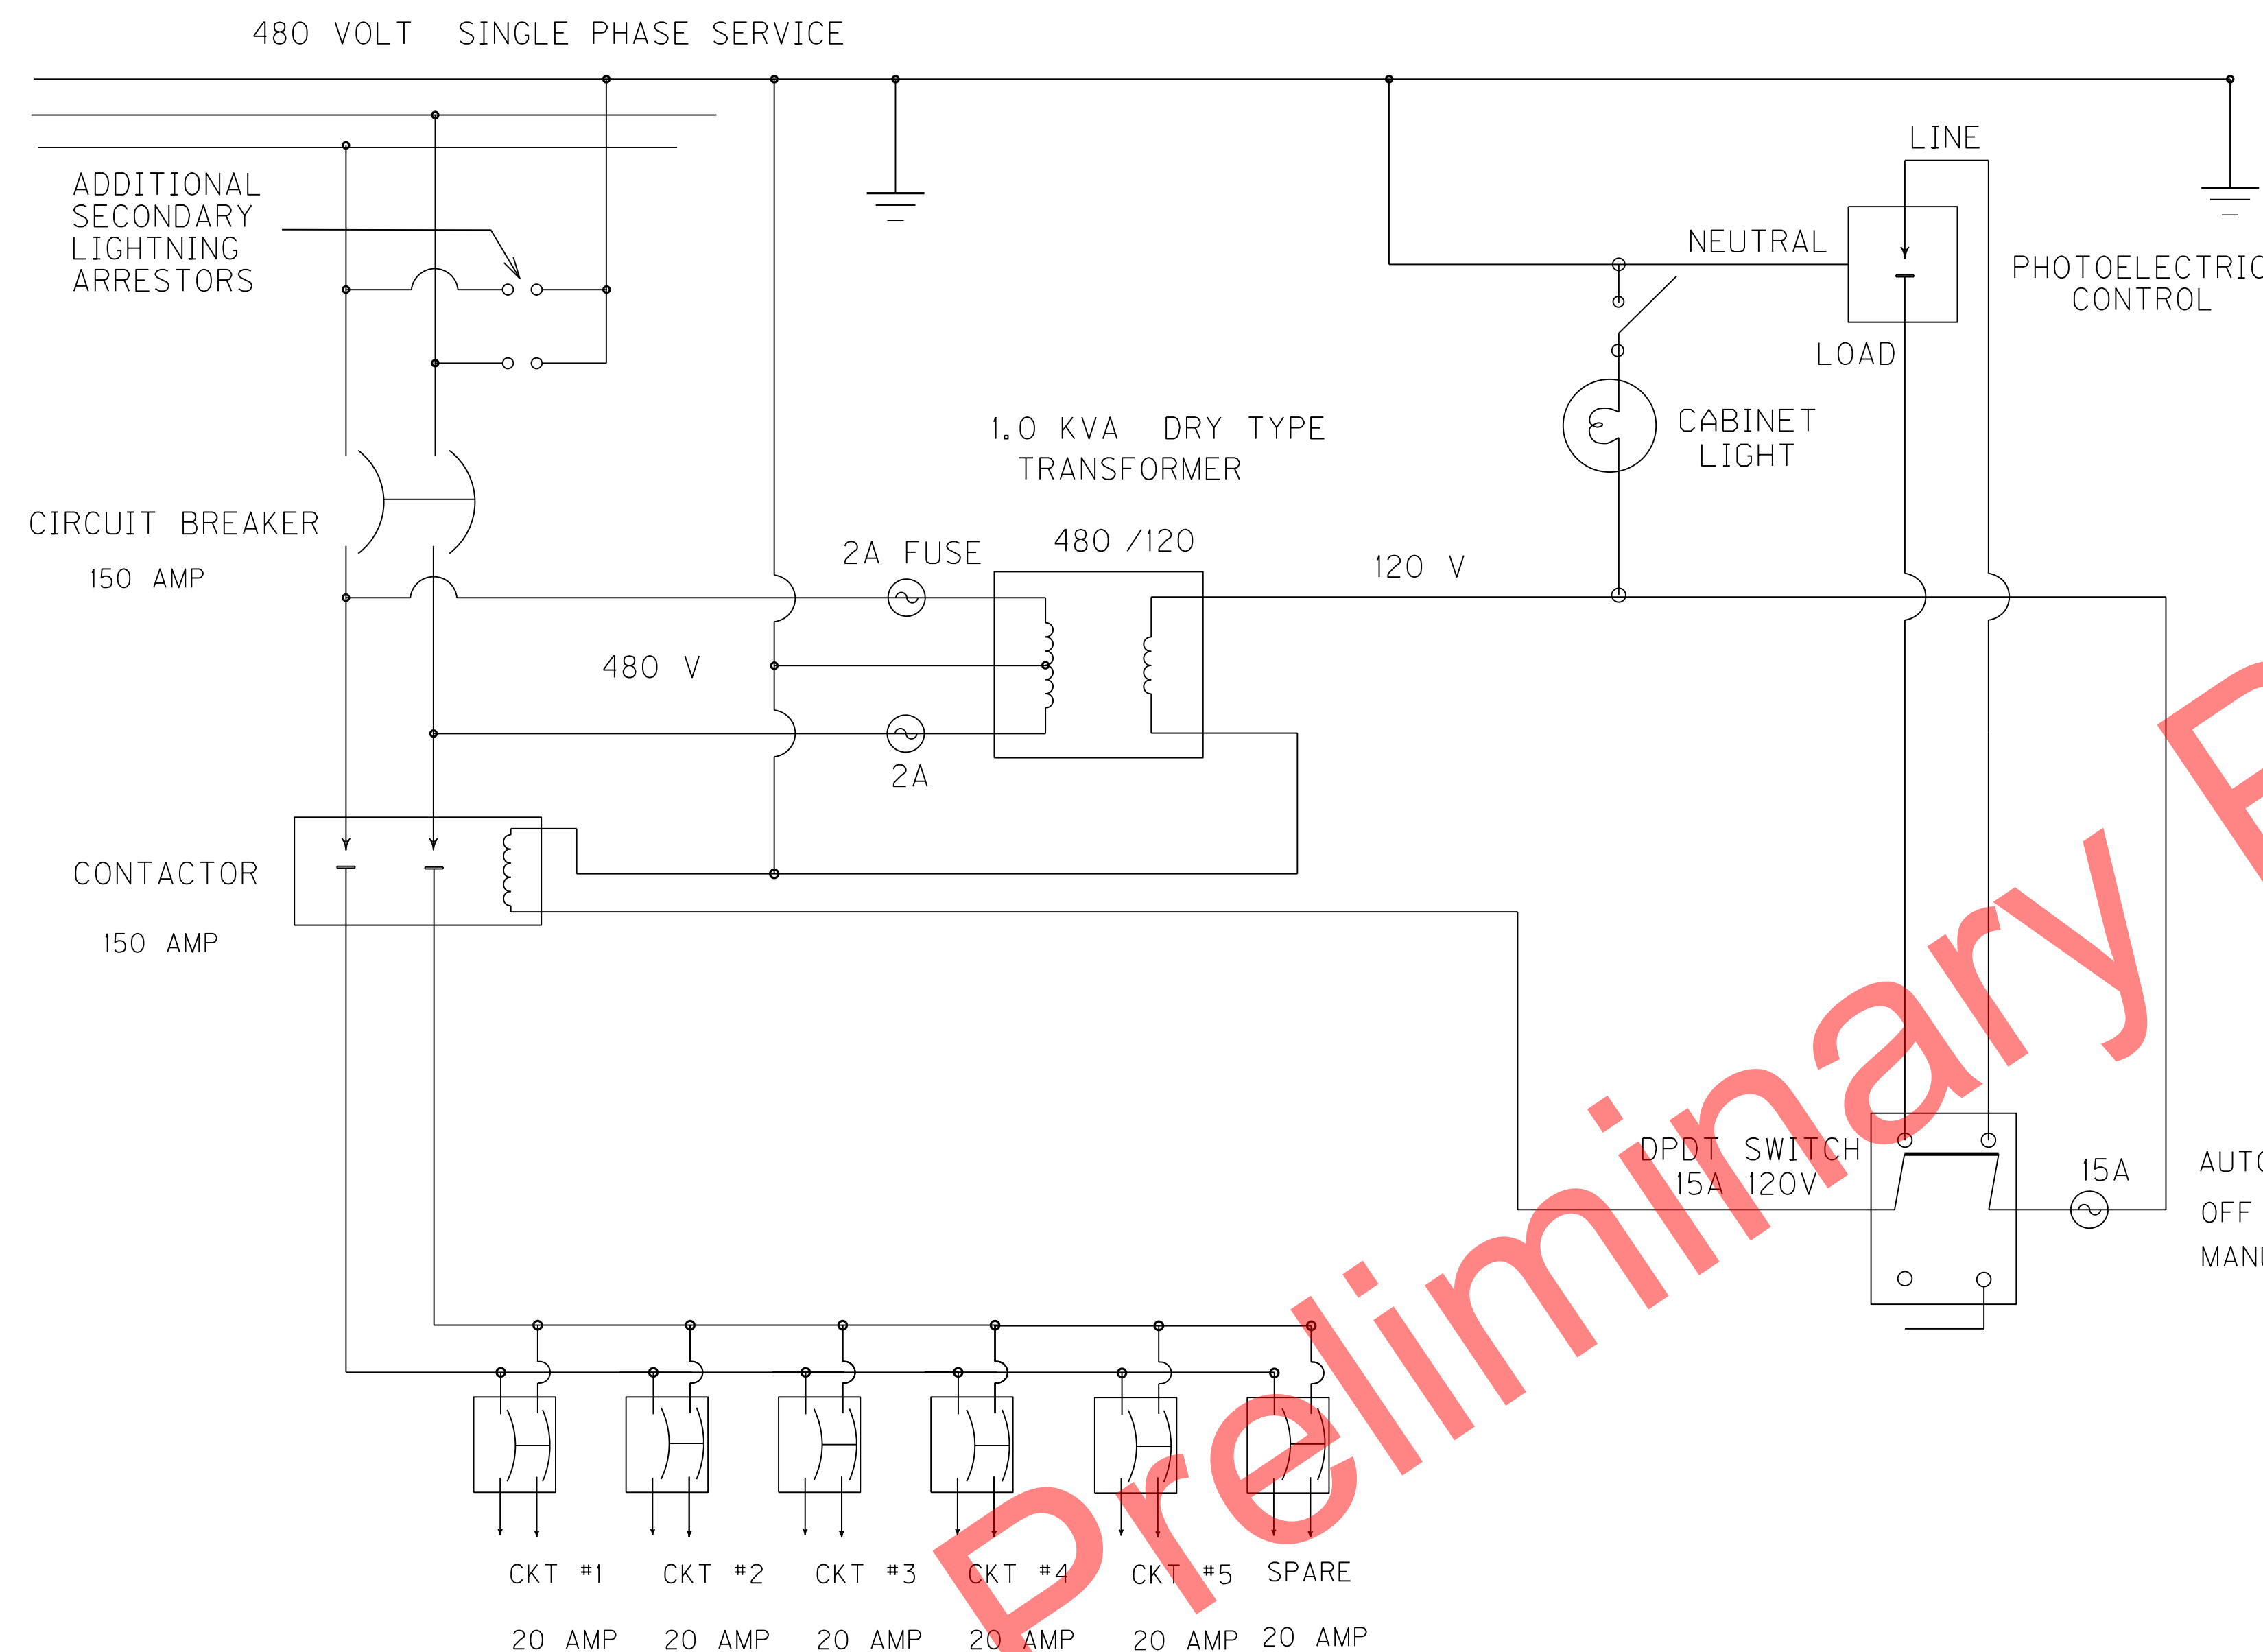 480 VOLT SINGLE PHASE SERVICE
LINE
ADDITIONAL
SECONDARY
LIGHTNING
ARRESTORS
NEUTRAL
PHOTOELECTRIC
CONTROL
LOAD
1.0 KVA DRY TYPE
TRANSFORMER
CABINET
LIGHT
CIRCUIT BREAKER
150 AMP
2A FUSE
480 /120
120 V
480 V
2A
CONTACTOR
150 AMP
DPDT SWITCH
15A 120V
15A
OFF
CKT #1
CKT #2
CKT #3
CKT #4
CKT #5
SPARE
20 AMP
20 AMP
20 AMP
20 AMP
20 AMP
20 AMP
Preliminary